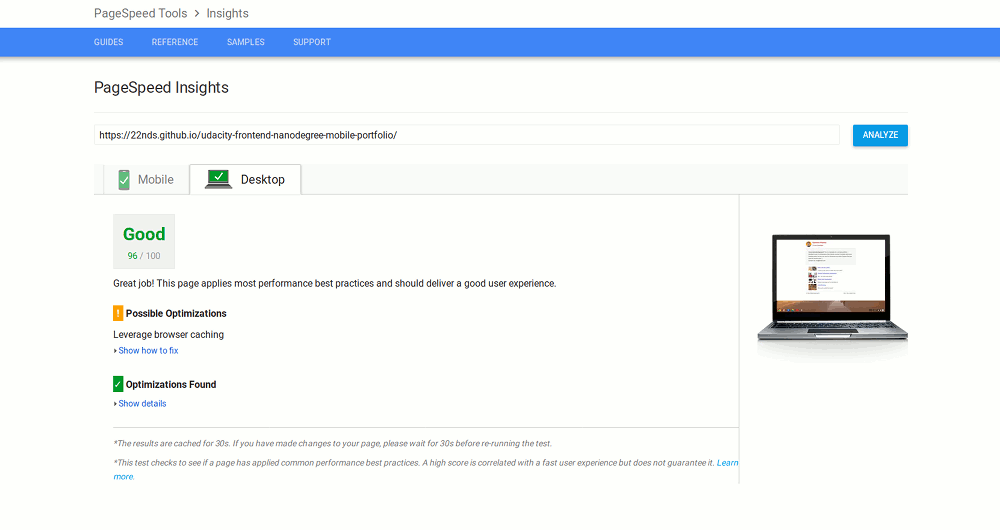 PageSpeed Tools > Insights
GUIDES REFERENCE SAMPLES SUPPORT
PageSpeed Insights
https://22nds.github.io/udacity-frontend-nanodegree-mobile-portfolio/ ANALYZE
Mobile Desktop
Good
96 / 100
Great job! This page applies most performance best practices and should deliver a good user experience.
! Possible Optimizations
Leverage browser caching
Show how to fix
✓ Optimizations Found
Show details
*The results are cached for 30s. If you have made changes to your page, please wait for 30s before re-running the test.
*This test checks to see if a page has applied common performance best practices. A high score is correlated with a fast user experience but does not guarantee it. Learn
more.